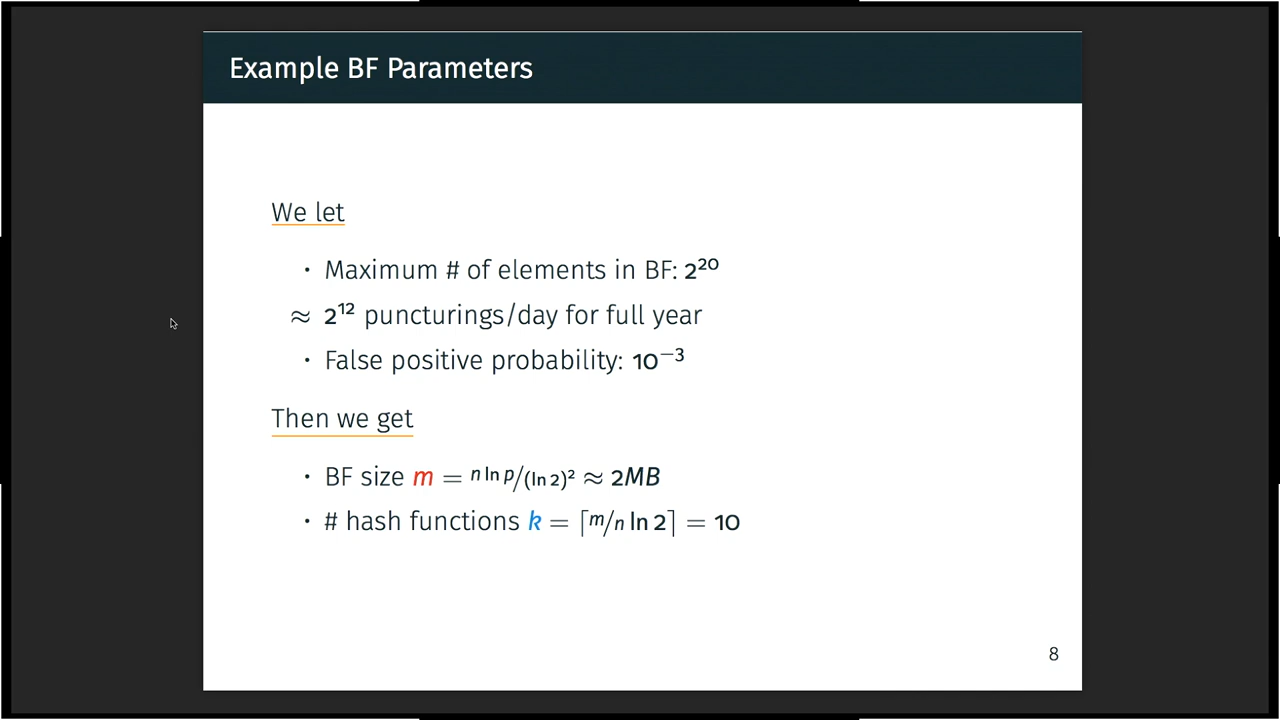 Example BF Parameters
We let
· Maximum # of elements in BF: 2²⁰
≈ 2¹² puncturings/day for full year
· False positive probability: 10⁻³
Then we get
· BF size m = n ln p/(ln 2)² ≈ 2MB
· # hash functions k = ⌈m/n ln 2⌉ = 10
8